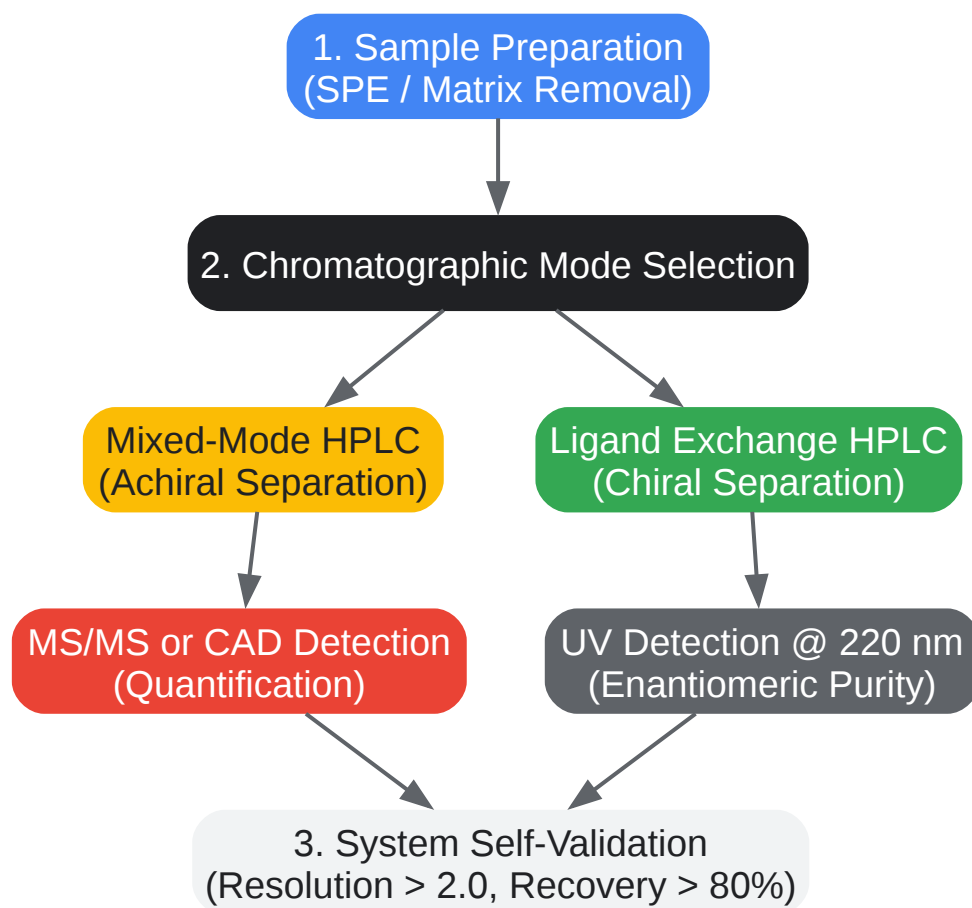 1. Sample Preparation
(SPE / Matrix Removal)
2. Chromatographic Mode Selection
Mixed-Mode HPLC
(Achiral Separation)
Ligand Exchange HPLC
(Chiral Separation)
MS/MS or CAD Detection
(Quantification)
UV Detection @ 220 nm
(Enantiomeric Purity)
3. System Self-Validation
(Resolution > 2.0, Recovery > 80%)